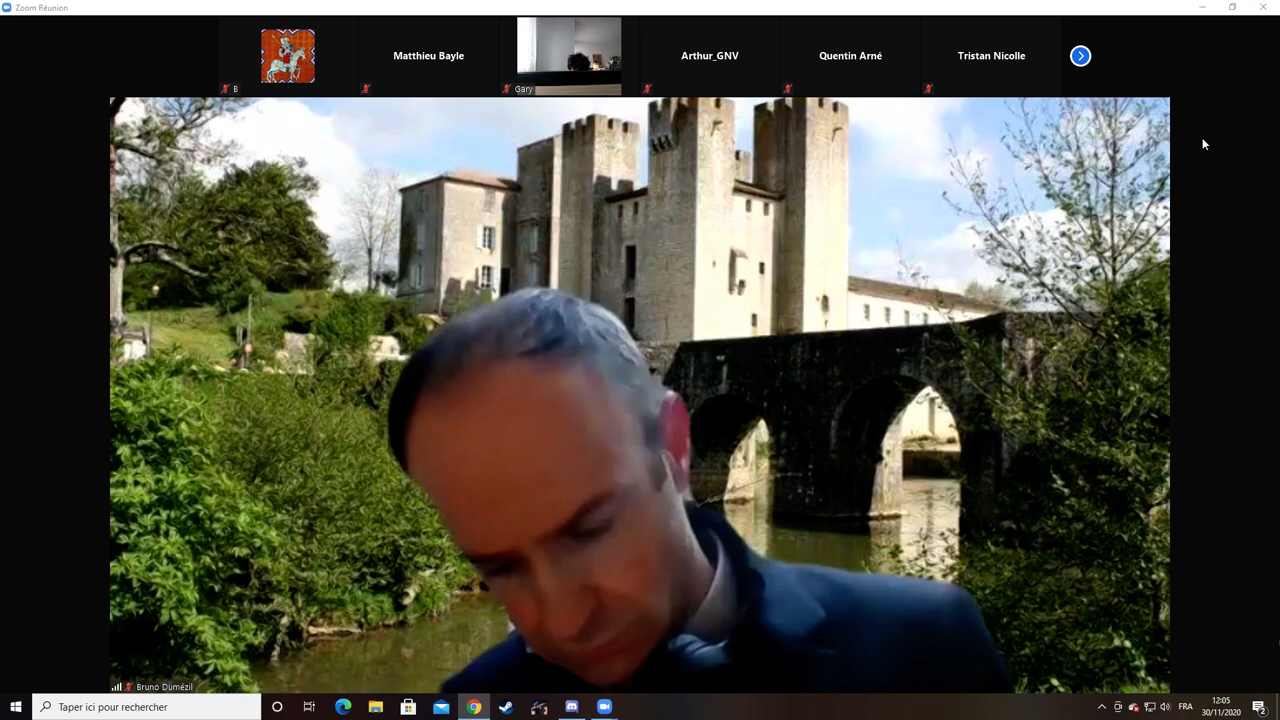 Zoom Réunion
B
Matthieu Bayle
Gary
Arthur_GNV
Quentin Arné
Tristan Nicolle
Bruno Dumézil
Taper ici pour rechercher
FRA
12:05
30/11/2020
2